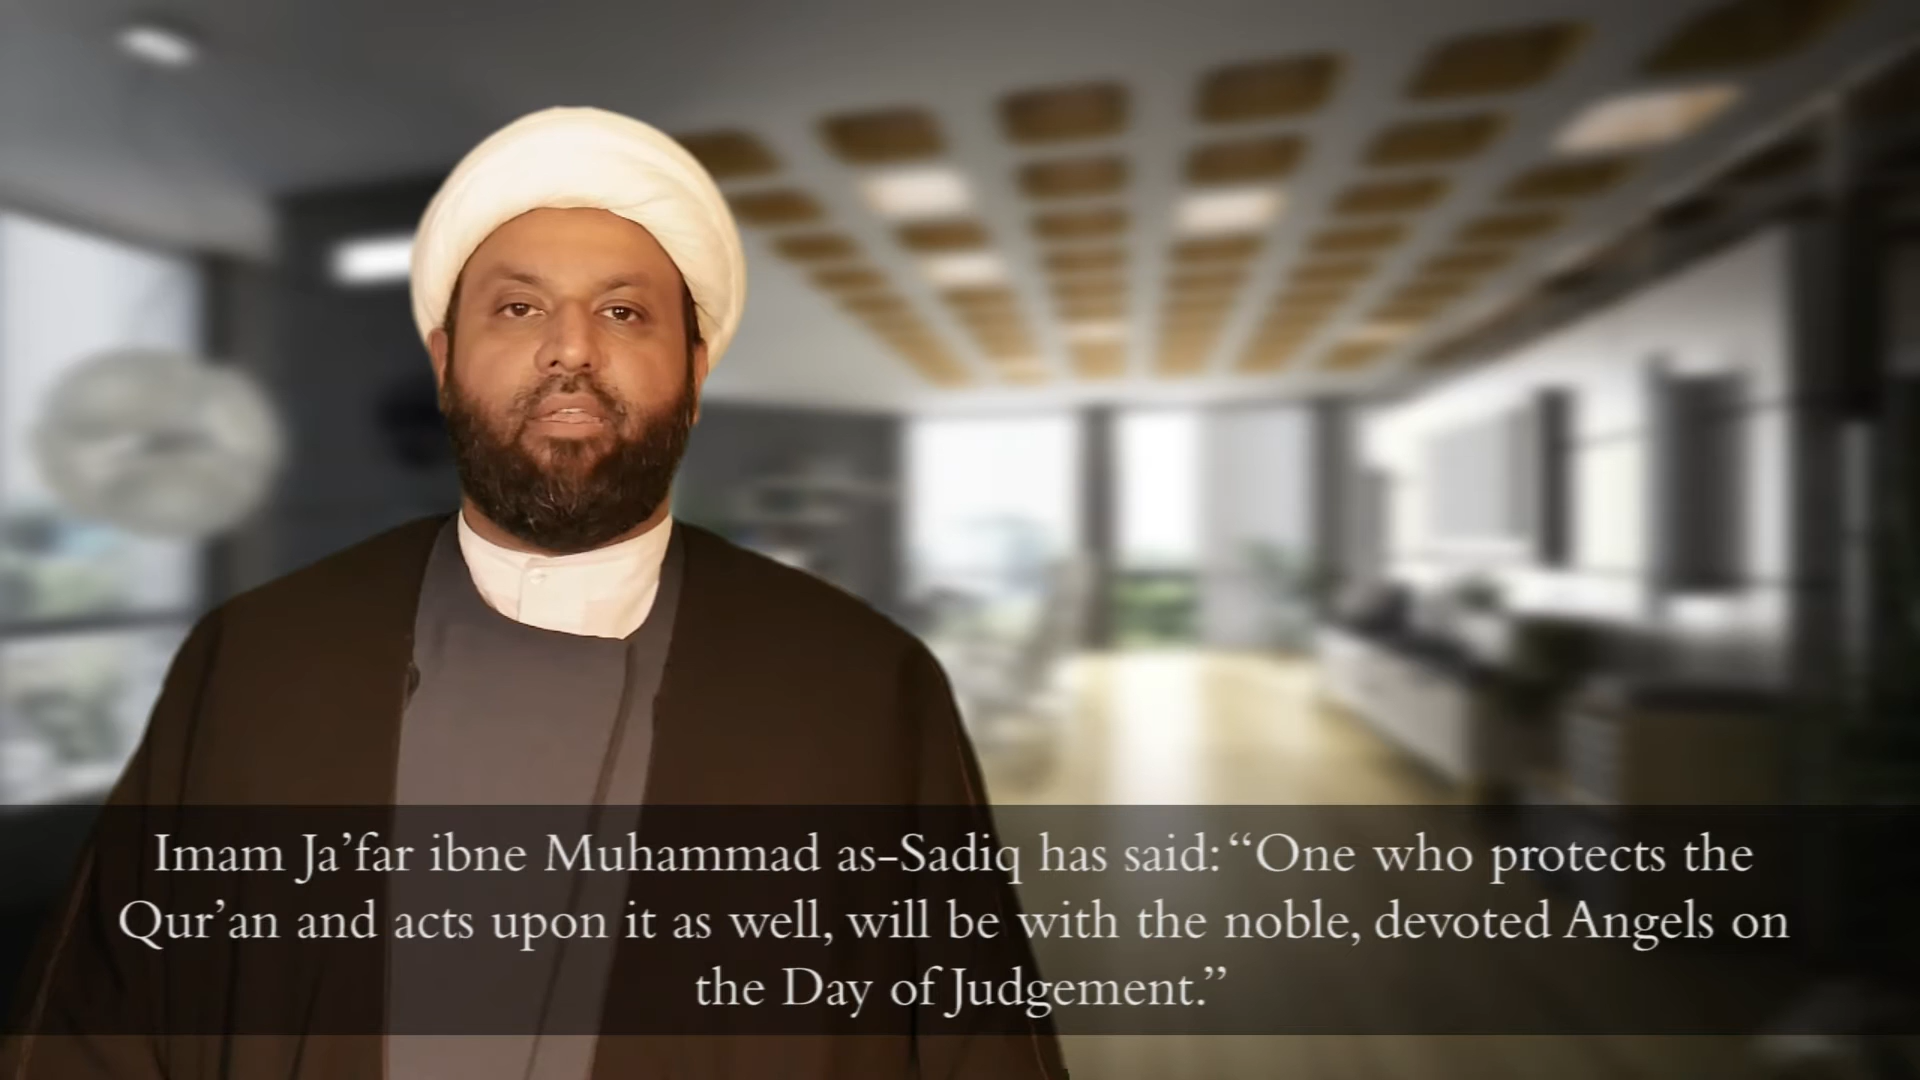 Imam Ja’far ibne Muhammad as-Sadiq has said: “One who protects the
Qur’an and acts upon it as well, will be with the noble, devoted Angels on
the Day of Judgement.”